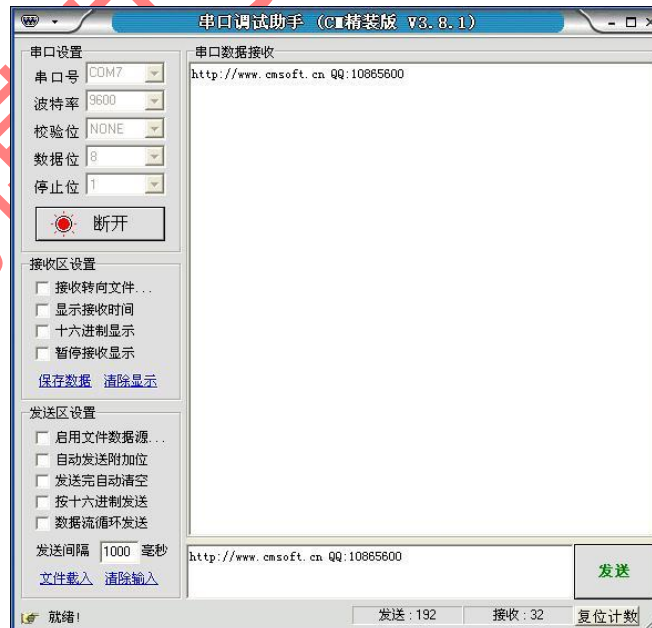 串口调试助手 (CM精装版 V3.8.1)
串口设置
串口号 COM7
波特率 9600
校验位 NONE
数据位 8
停止位 1
断开
接收区设置
接收转向文件...
显示接收时间
十六进制显示
暂停接收显示
保存数据 清除显示
发送区设置
启用文件数据源...
自动发送附加位
发送完自动清空
按十六进制发送
数据流循环发送
发送间隔 1000 毫秒
文件载入 清除输入
串口数据接收
http://www.cmsoft.cn QQ:10865600
http://www.cmsoft.cn QQ:10865600
发送
就绪!
发送:192
接收:32
复位计数